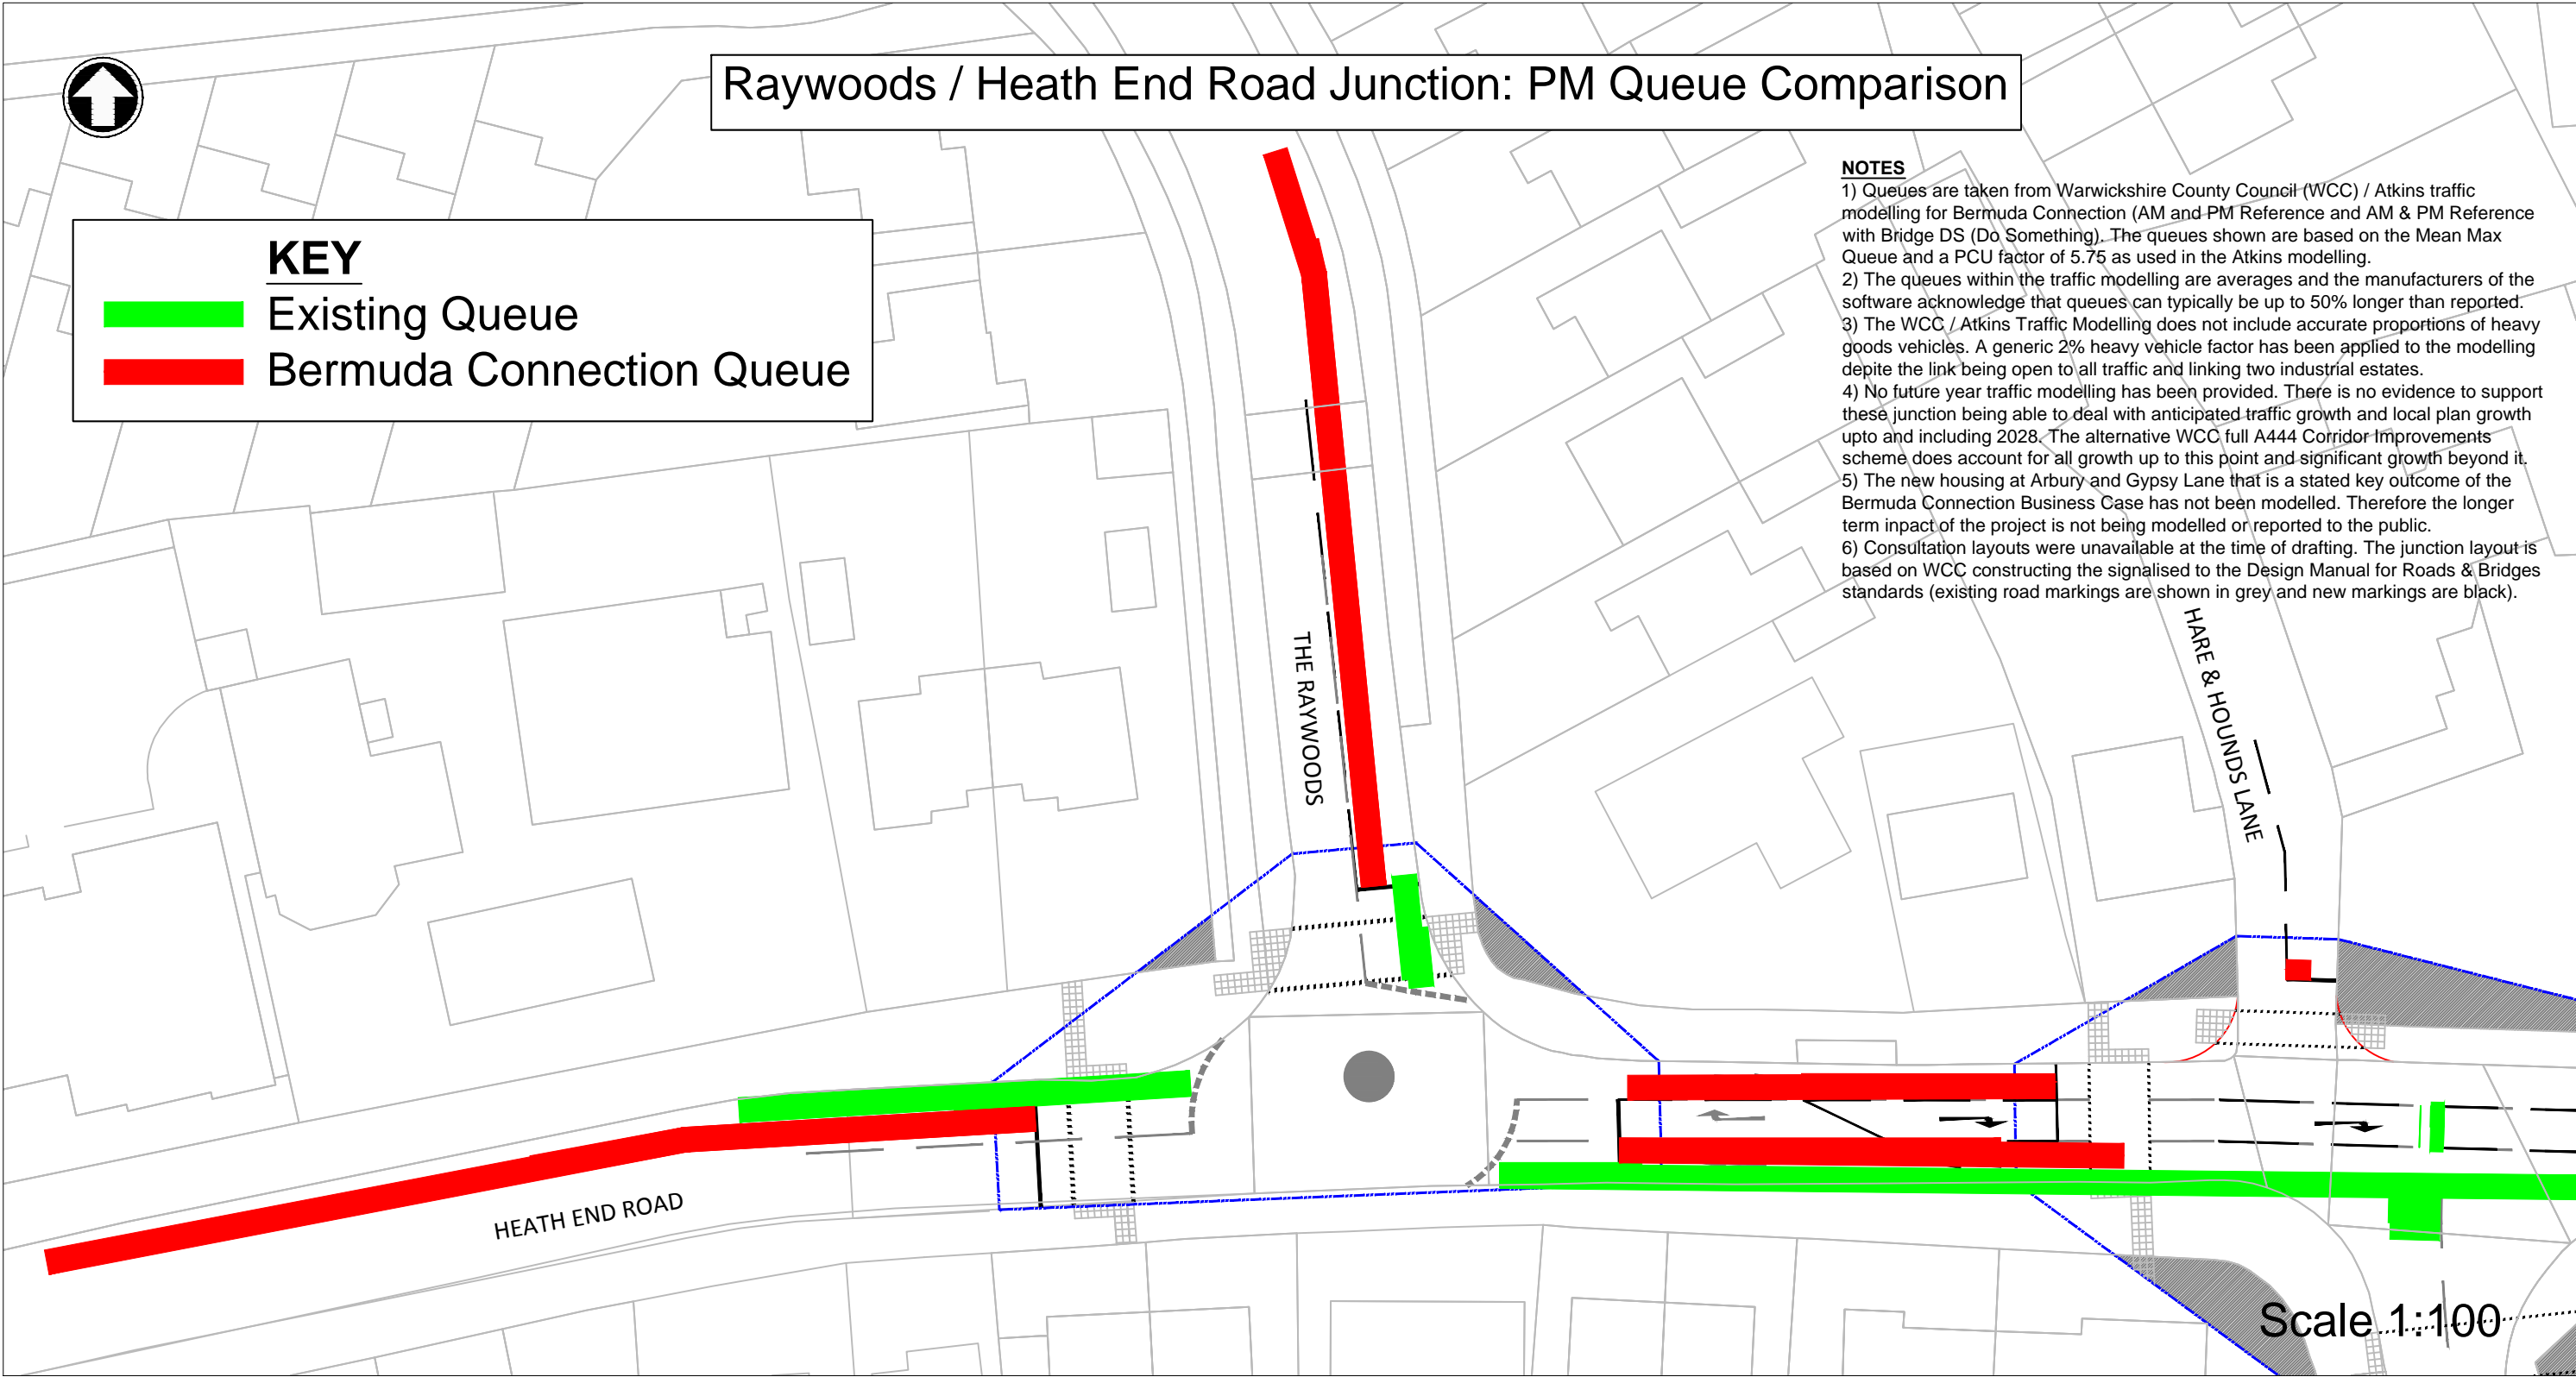 Raywoods / Heath End Road Junction: PM Queue Comparison
KEY
Existing Queue
Bermuda Connection Queue
NOTES
1) Queues are taken from Warwickshire County Council (WCC) / Atkins traffic
modelling for Bermuda Connection (AM and PM Reference and AM & PM Reference
with Bridge DS (Do Something). The queues shown are based on the Mean Max
Queue and a PCU factor of 5.75 as used in the Atkins modelling.
2) The queues within the traffic modelling are averages and the manufacturers of the
software acknowledge that queues can typically be up to 50% longer than reported.
3) The WCC / Atkins Traffic Modelling does not include accurate proportions of heavy
goods vehicles. A generic 2% heavy vehicle factor has been applied to the modelling
depite the link being open to all traffic and linking two industrial estates.
4) No future year traffic modelling has been provided. There is no evidence to support
these junction being able to deal with anticipated traffic growth and local plan growth
upto and including 2028. The alternative WCC full A444 Corridor Improvements
scheme does account for all growth up to this point and significant growth beyond it.
5) The new housing at Arbury and Gypsy Lane that is a stated key outcome of the
Bermuda Connection Business Case has not been modelled. Therefore the longer
term inpact of the project is not being modelled or reported to the public.
6) Consultation layouts were unavailable at the time of drafting. The junction layout is
based on WCC constructing the signalised to the Design Manual for Roads & Bridges
standards (existing road markings are shown in grey and new markings are black).
THE RAYWOODS
HARE & HOUNDS LANE
HEATH END ROAD
Scale 1:100